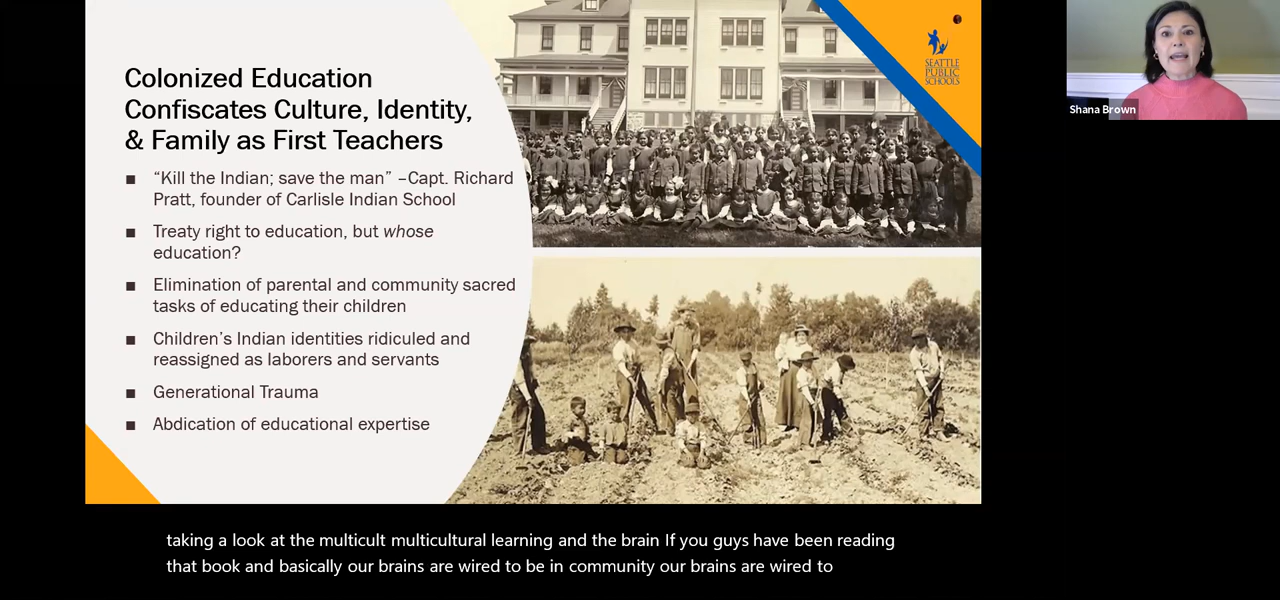 Colonized Education
Confiscates Culture, Identity,
& Family as First Teachers
▪ “Kill the Indian; save the man” –Capt. Richard
Pratt, founder of Carlisle Indian School
▪ Treaty right to education, but whose
education?
▪ Elimination of parental and community sacred
tasks of educating their children
▪ Children’s Indian identities ridiculed and
reassigned as laborers and servants
▪ Generational Trauma
▪ Abdication of educational expertise
SEATTLE
PUBLIC
SCHOOLS
Shana Brown
taking a look at the multicult multicultural learning and the brain If you guys have been reading
that book and basically our brains are wired to be in community our brains are wired to